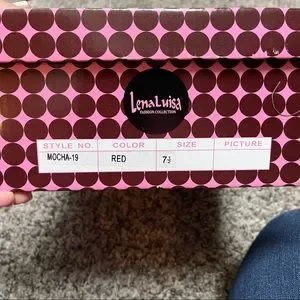 LenaLuisa
FASHION COLLECTION
STYLE NO. COLOR SIZE PICTURE
MOCHA-19 RED 7½